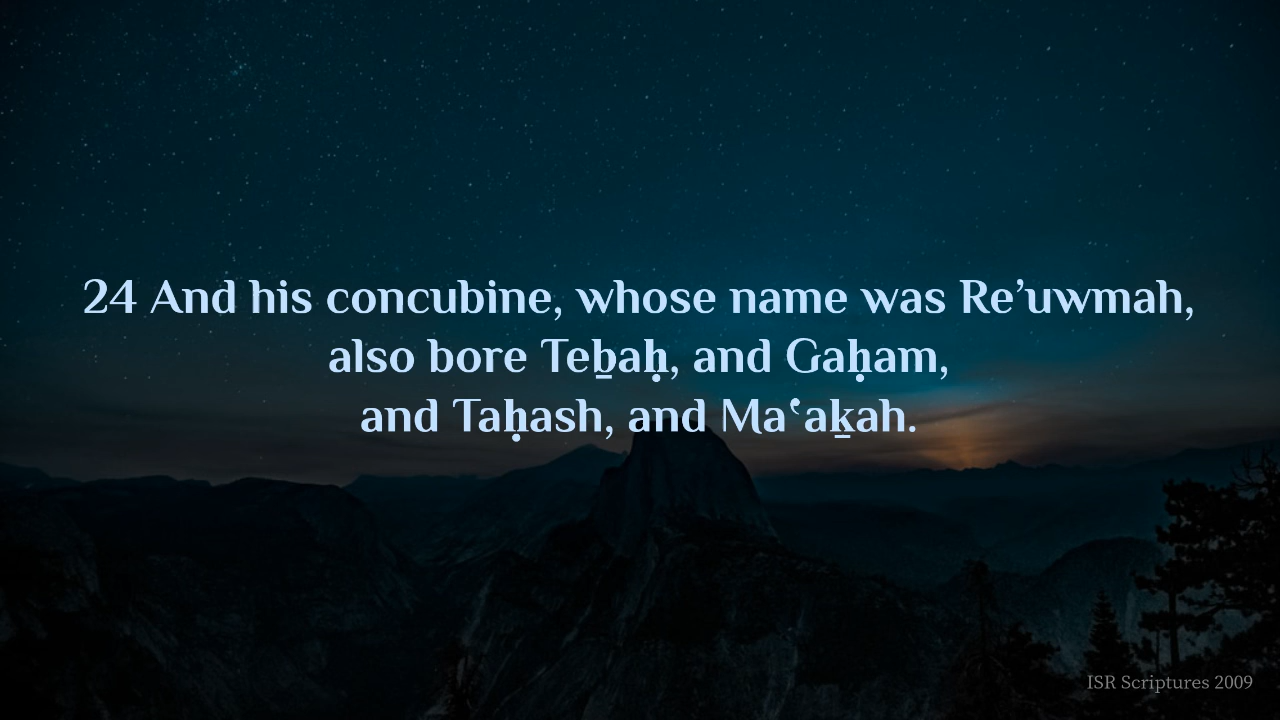 24 And his concubine, whose name was Re’uwmah,
also bore Teḇaḥ, and Gaḥam,
and Taḥash, and Maʽaḵah.
ISR Scriptures 2009